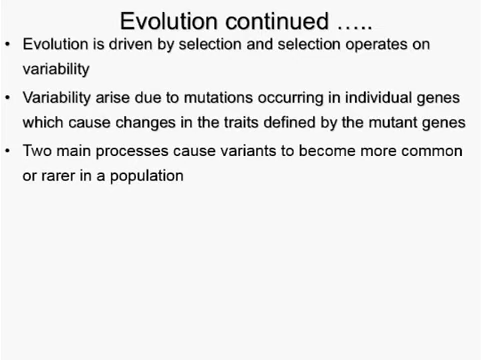 Evolution continued …..
• Evolution is driven by selection and selection operates on
variability
• Variability arise due to mutations occurring in individual genes
which cause changes in the traits defined by the mutant genes
• Two main processes cause variants to become more common
or rarer in a population